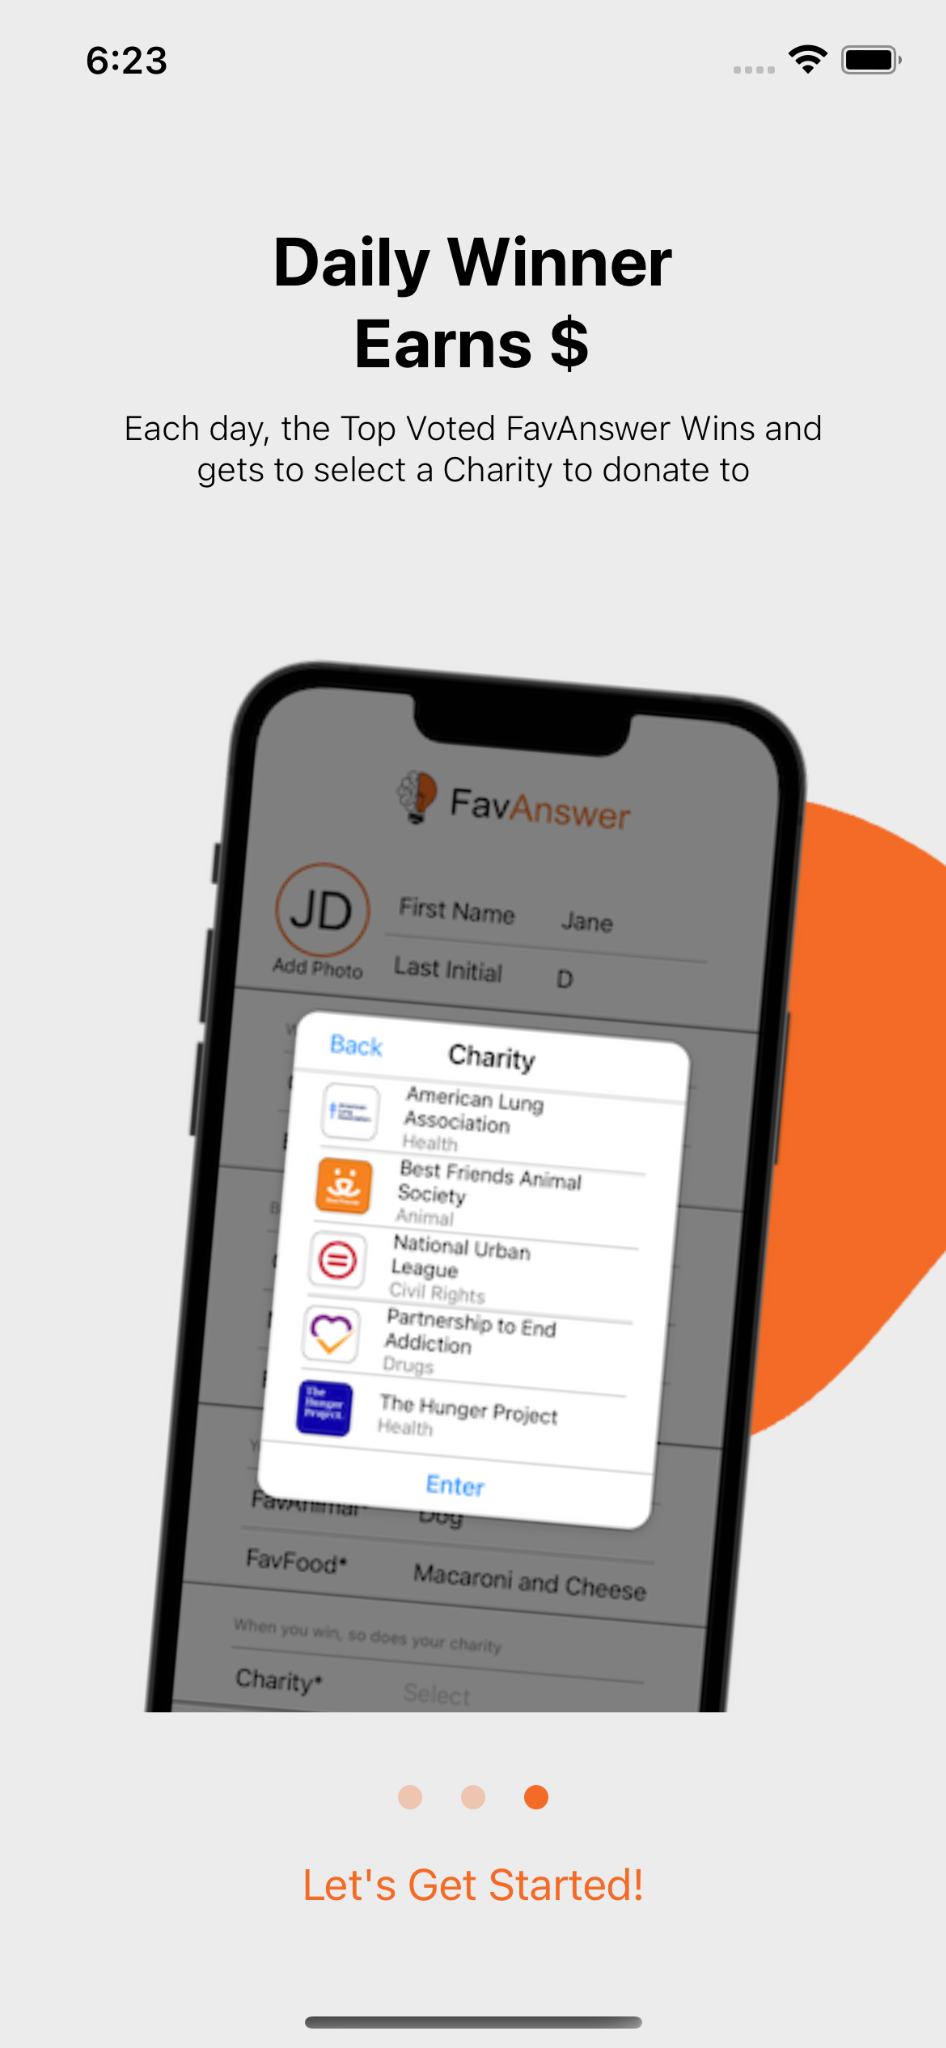 6:23
Daily Winner
Earns $
Each day, the Top Voted FavAnswer Wins and
gets to select a Charity to donate to
FavAnswer
JD
Add Photo
First Name Jane
Last Initial D
Back Charity
American Lung
Association
Health
Best Friends Animal
Society
Animal
National Urban
League
Civil Rights
Partnership to End
Addiction
Drugs
The
Hunger
Project
The Hunger Project
Health
Enter
FavAnimal* Dog
FavFood* Macaroni and Cheese
When you win, so does your charity
Charity* Select
Let's Get Started!